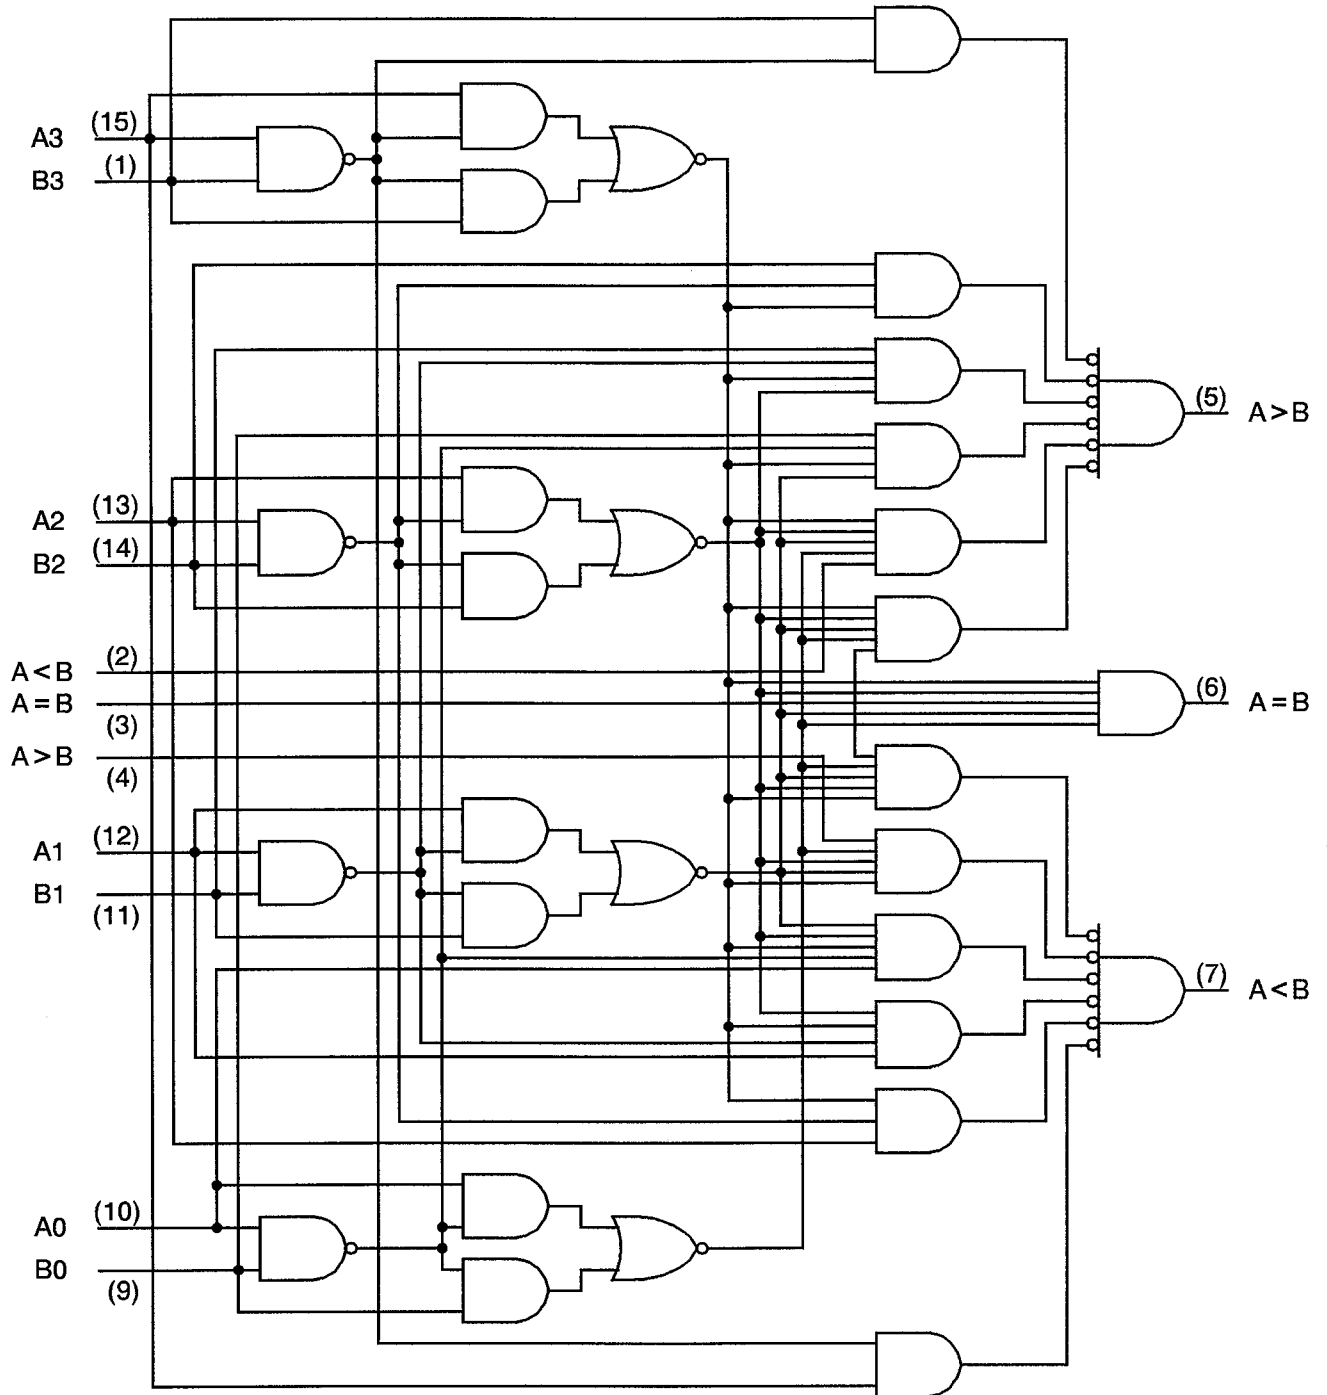 A3 (15)
B3 (1)
A2 (13)
B2 (14)
A<B (2)
A=B (3)
A>B (4)
A1 (12)
B1 (11)
A0 (10)
B0 (9)
(5) A>B
(6) A=B
(7) A<B